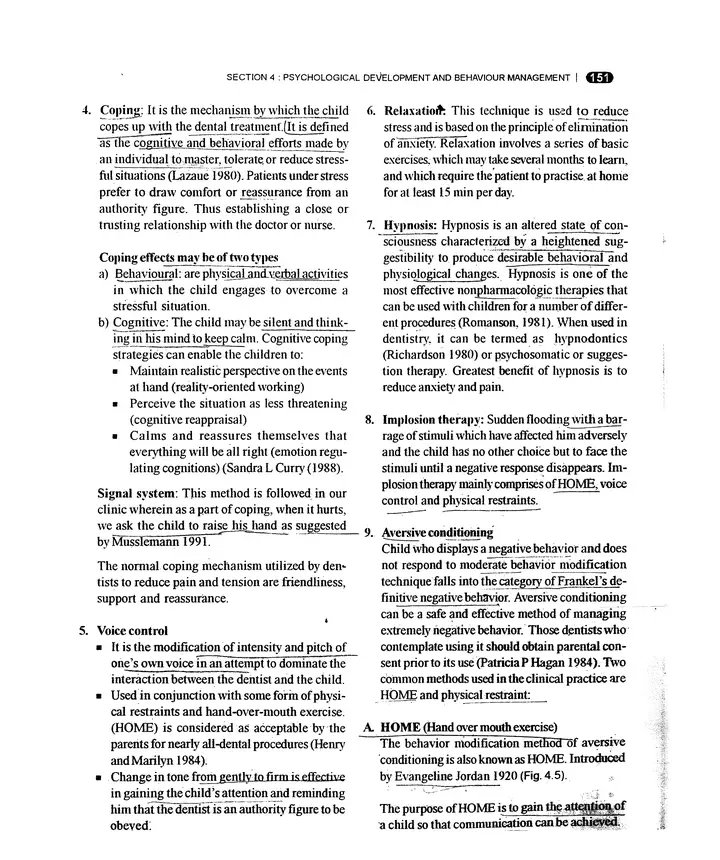 SECTION 4 : PSYCHOLOGICAL DEVELOPMENT AND BEHAVIOUR MANAGEMENT | 151
4. Coping: It is the mechanism by which the child
copes up with the dental treatment. It is defined
as the cognitive and behavioral efforts made by
an individual to master, tolerate or reduce stress-
ful situations (Lazaue 1980). Patients under stress
prefer to draw comfort or reassurance from an
authority figure. Thus establishing a close or
trusting relationship with the doctor or nurse.
Coping effects may be of two types
a) Behavioural: are physical and verbal activities
in which the child engages to overcome a
stressful situation.
b) Cognitive: The child may be silent and think-
ing in his mind to keep calm. Cognitive coping
strategies can enable the children to:
▪ Maintain realistic perspective on the events
at hand (reality-oriented working)
▪ Perceive the situation as less threatening
(cognitive reappraisal)
▪ Calms and reassures themselves that
everything will be all right (emotion regu-
lating cognitions) (Sandra L Curry (1988).
Signal system: This method is followed in our
clinic wherein as a part of coping, when it hurts,
we ask the child to raise his hand as suggested
by Musslemann 1991.
The normal coping mechanism utilized by den-
tists to reduce pain and tension are friendliness,
support and reassurance.
5. Voice control
▪ It is the modification of intensity and pitch of
one's own voice in an attempt to dominate the
interaction between the dentist and the child.
▪ Used in conjunction with some form of physi-
cal restraints and hand-over-mouth exercise.
(HOME) is considered as acceptable by the
parents for nearly all-dental procedures (Henry
and Marilyn 1984).
▪ Change in tone from gently to firm is effective
in gaining the child's attention and reminding
him that the dentist is an authority figure to be
obeyed.
6. Relaxation: This technique is used to reduce
stress and is based on the principle of elimination
of anxiety. Relaxation involves a series of basic
exercises, which may take several months to learn,
and which require the patient to practise at home
for at least 15 min per day.
7. Hypnosis: Hypnosis is an altered state of con-
sciousness characterized by a heightened sug-
gestibility to produce desirable behavioral and
physiological changes. Hypnosis is one of the
most effective nonpharmacologic therapies that
can be used with children for a number of differ-
ent procedures (Romanson, 1981). When used in
dentistry, it can be termed as hypnodontics
(Richardson 1980) or psychosomatic or sugges-
tion therapy. Greatest benefit of hypnosis is to
reduce anxiety and pain.
8. Implosion therapy: Sudden flooding with a bar-
rage of stimuli which have affected him adversely
and the child has no other choice but to face the
stimuli until a negative response disappears. Im-
plosion therapy mainly comprises of HOME, voice
control and physical restraints.
9. Aversive conditioning
Child who displays a negative behavior and does
not respond to moderate behavior modification
technique falls into the category of Frankel's de-
finitive negative behavior. Aversive conditioning
can be a safe and effective method of managing
extremely negative behavior. Those dentists who
contemplate using it should obtain parental con-
sent prior to its use (Patricia P Hagan 1984). Two
common methods used in the clinical practice are
HOME and physical restraint:
A. HOME (Hand over mouth exercise)
The behavior modification method of aversive
conditioning is also known as HOME. Introduced
by Evangeline Jordan 1920 (Fig. 4.5).
The purpose of HOME is to gain the attention of
a child so that communication can be achieved.